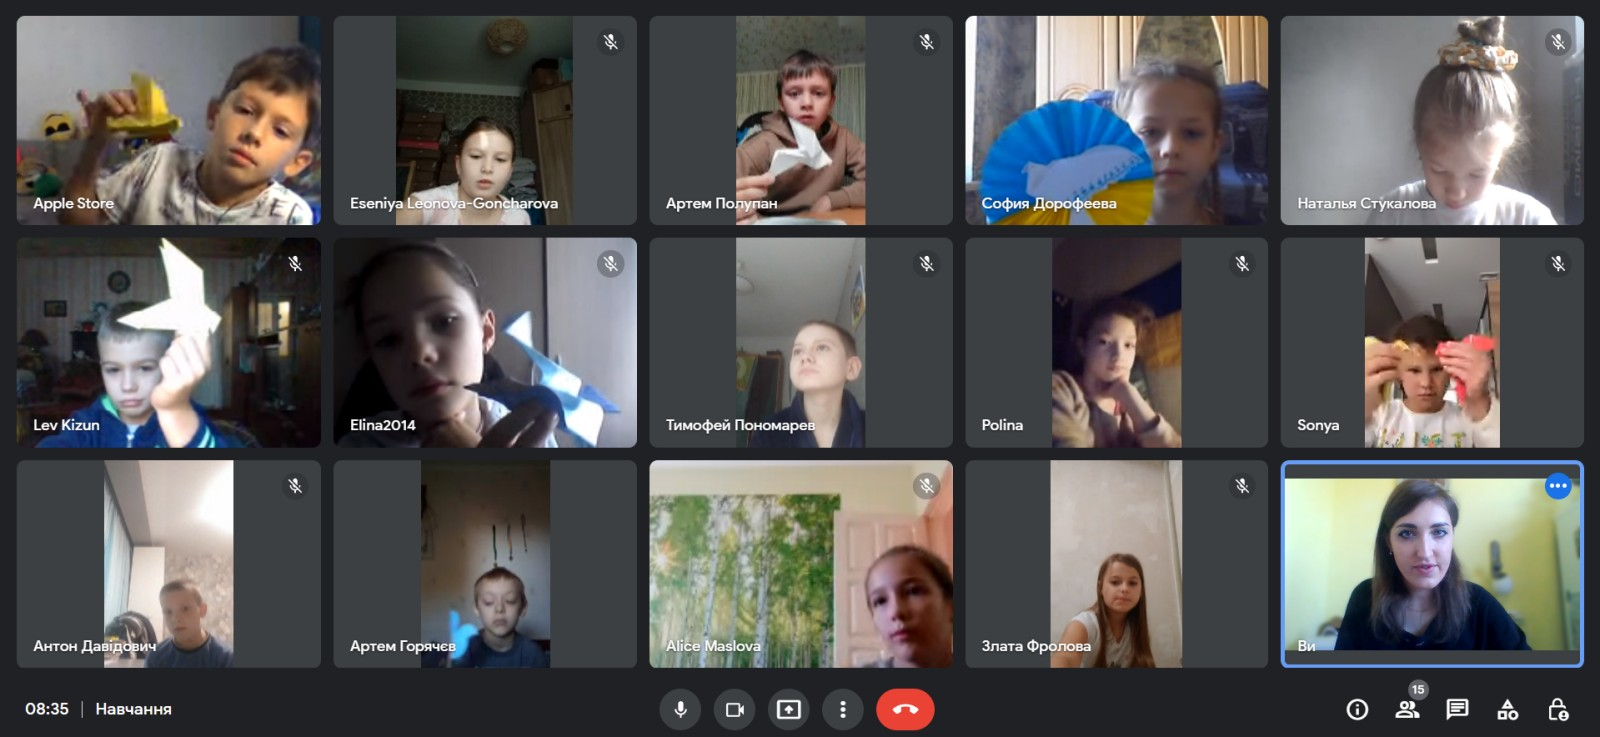 Apple Store
Eseniya Leonova-Goncharova
Артем Полупан
София Дорофеева
Наталья Стукалова
Lev Kizun
Elina2014
Тимофей Пономарев
Polina
Sonya
Антон Давідович
Артем Горячєв
Alice Maslova
Злата Фролова
Ви
08:35 | Навчання
15